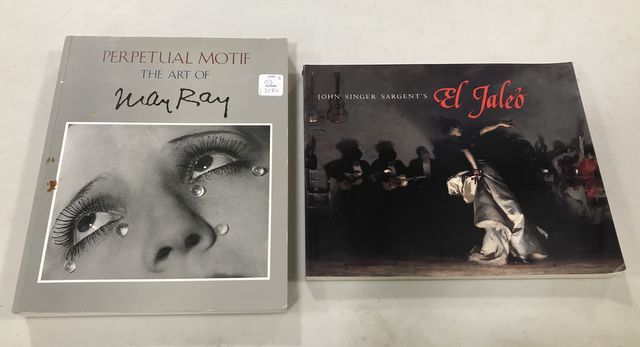 PERPETUAL MOTIF
THE ART OF
Man Ray
JOHN SINGER SARGENT'S El Jaleo